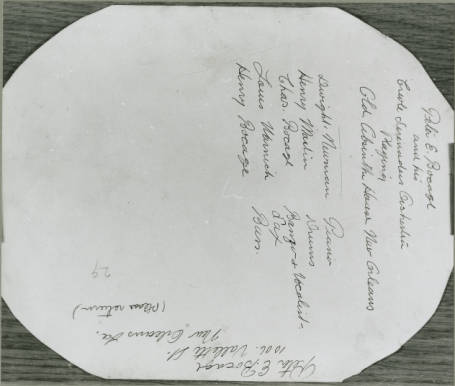 Peter E. Bocage
and his
Creole Serenaders Orchestra
Playing
Old Absinthe House New Orleans
Dwight Newman Piano
Henry Martin Drums
Chas. Bocage Banjo + Vocalist-
Louis Warnick Sax
Henry Bocage Bass.
29
(Please return)
Peter E. Bocage
1006. Vallette St.
New Orleans La.